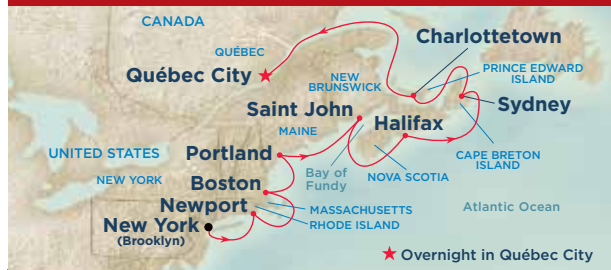 CANADA
Charlottetown
QUÉBEC
Québec City
PRINCE EDWARD
ISLAND
NEW
BRUNSWICK
Saint John
Sydney
MAINE
Halifax
UNITED STATES
Portland
CAPE BRETON
ISLAND
Bay of
Fundy
NOVA SCOTIA
NEW YORK
Boston
Newport
MASSACHUSETTS
Atlantic Ocean
RHODE ISLAND
New York
(Brooklyn)
Overnight in Québec City